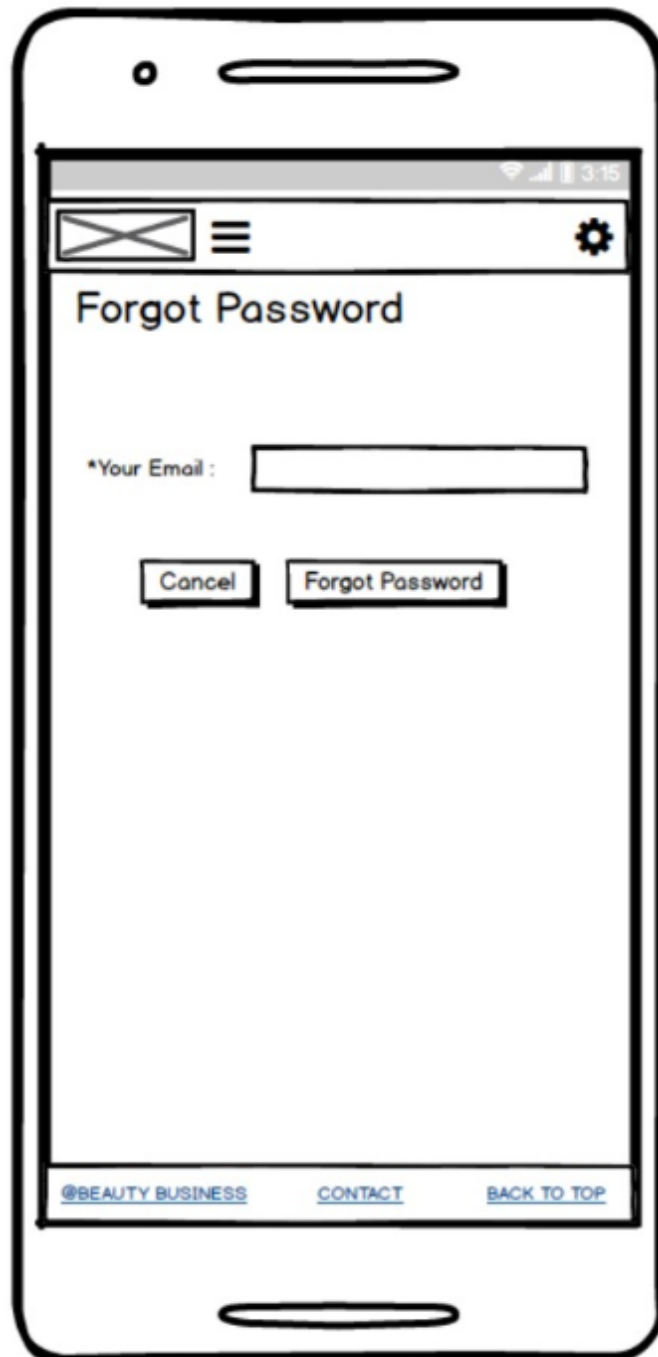 3:15
Forgot Password
*Your Email :
Cancel Forgot Password
@BEAUTY BUSINESS CONTACT BACK TO TOP